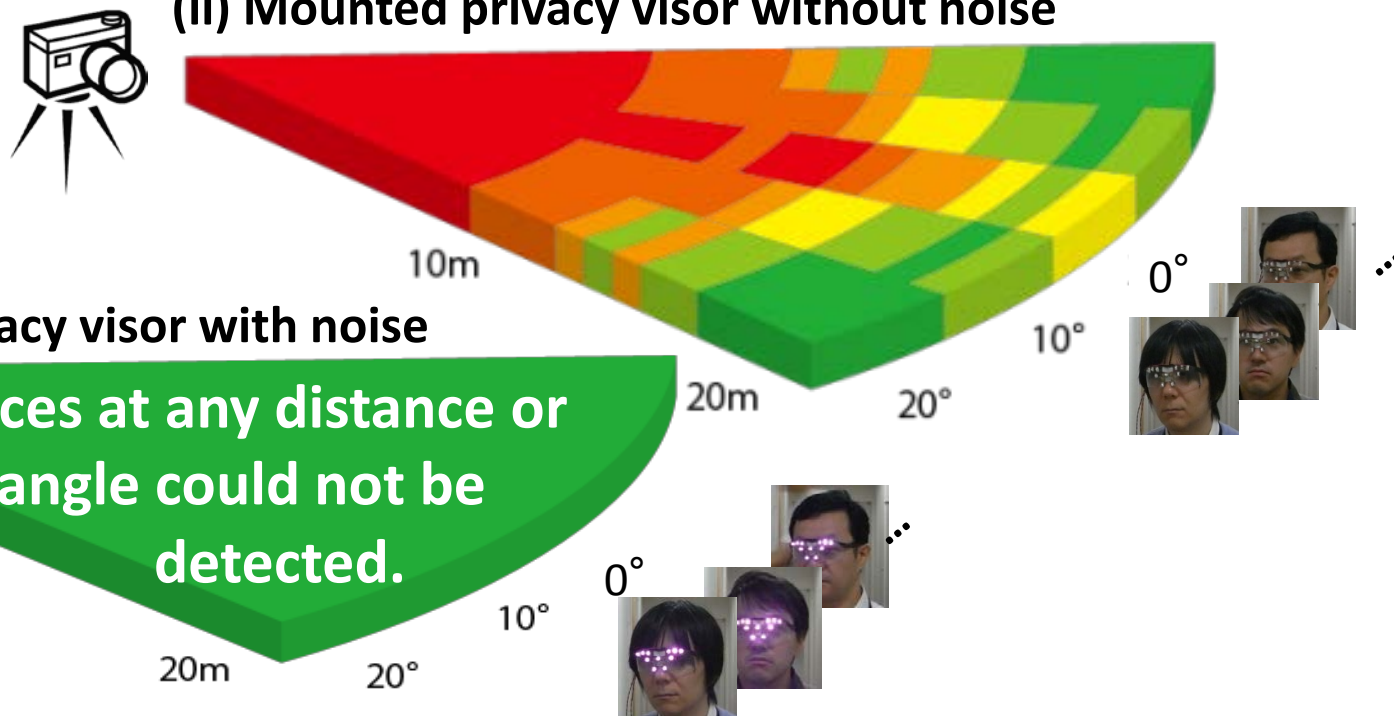 (ii) Mounted privacy visor without noise
10m
0°
10°
20m
20°
acy visor with noise
ces at any distance or
angle could not be
detected.
0°
10°
20m
20°